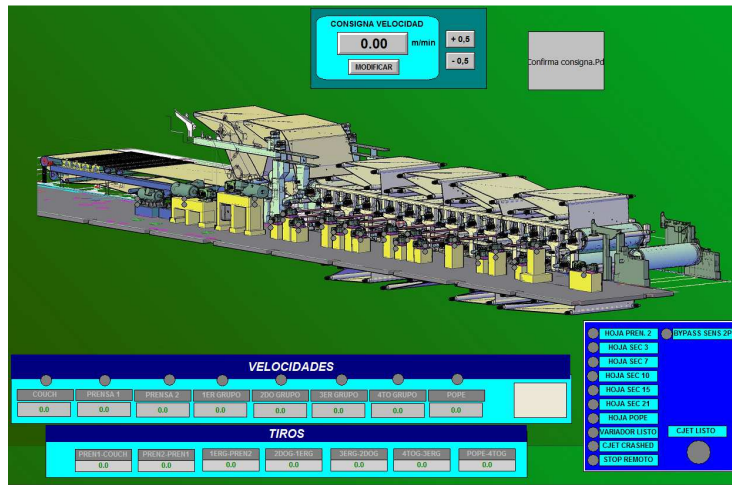 CONSIGNA VELOCIDAD
0.00 m/min + 0,5
MODIFICAR - 0,5
Confirma consigna.Pd
VELOCIDADES
COUCH PRENSA 1 PRENSA 2 1ER GRUPO 2DO GRUPO 3ER GRUPO 4TO GRUPO POPE
0.0 0.0 0.0 0.0 0.0 0.0 0.0 0.0
TIROS
PREN1-COUCH PREN2-PREN1 1ERG-PREN2 2DOG-1ERG 3ERG-2DOG 4TOG-3ERG POPE-4TOG
0.0 0.0 0.0 0.0 0.0 0.0 0.0
HOJA PREN. 2 BYPASS SENS 2P
HOJA SEC 3
HOJA SEC 7
HOJA SEC 10
HOJA SEC 15
HOJA SEC 21
HOJA POPE
VARIADOR LISTO CJET LISTO
CJET CRASHED
STOP REMOTO